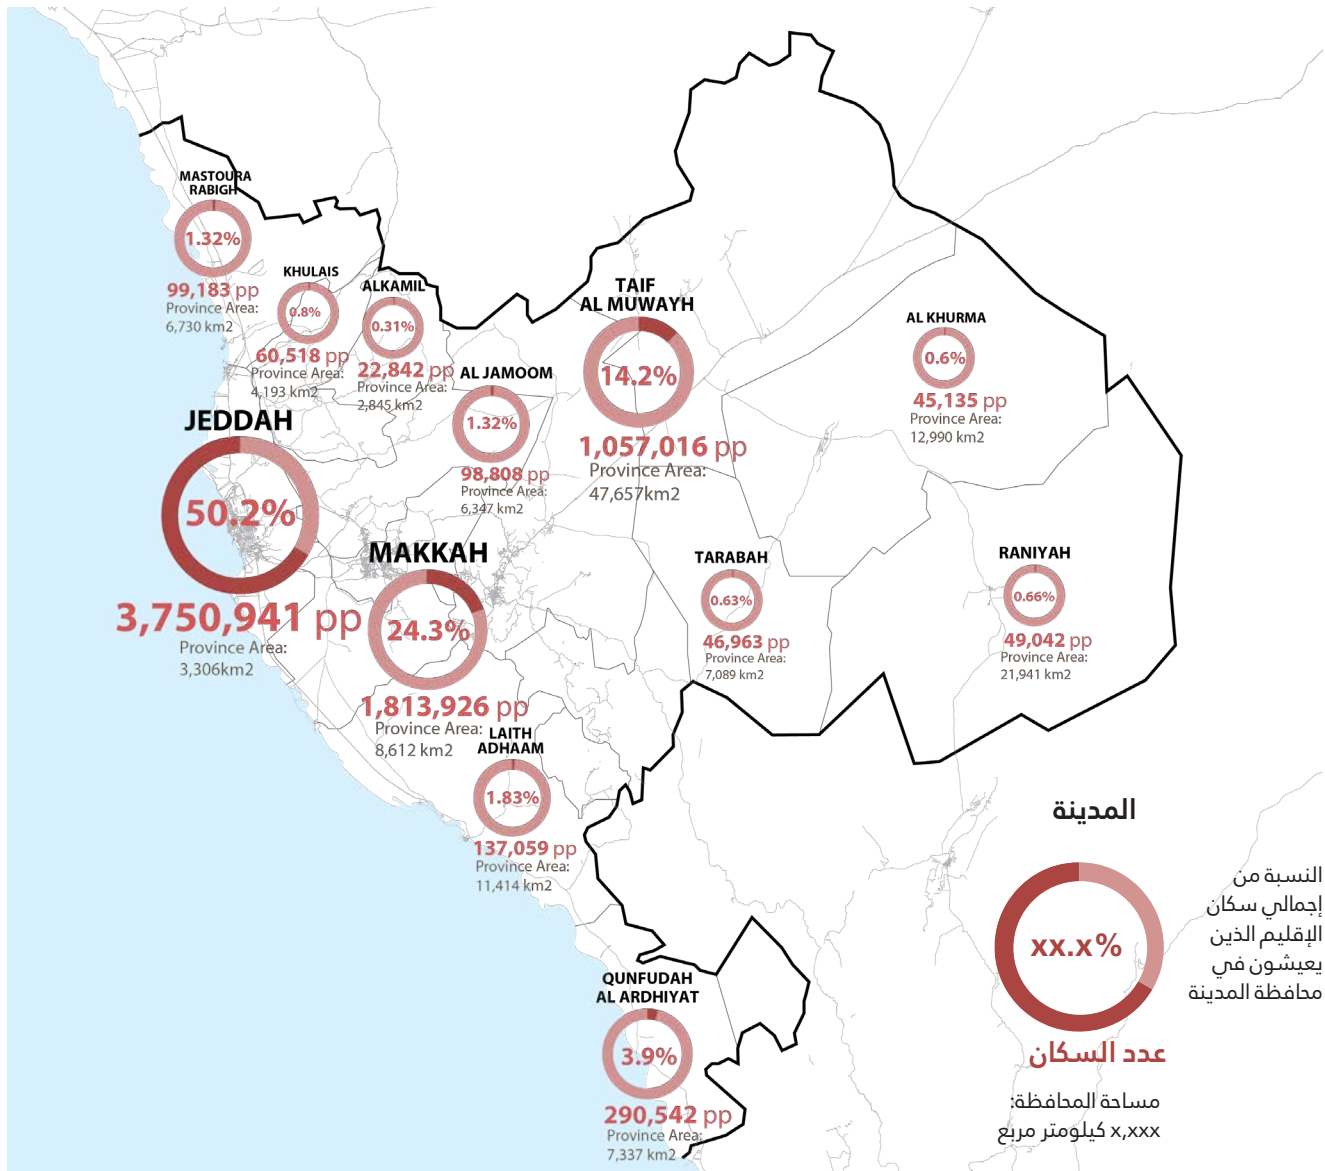 MASTOURA
RABIGH
1.32%
99,183 pp
Province Area:
6,730 km2
KHULAIS
0.8%
60,518 pp
Province Area:
4,193 km2
ALKAMIL
0.31%
22,842 pp
Province Area:
2,845 km2
AL JAMOOM
1.32%
98,808 pp
Province Area:
6,347 km2
TAIF
AL MUWAYH
14.2%
1,057,016 pp
Province Area:
47,657km2
AL KHURMA
0.6%
45,135 pp
Province Area:
12,990 km2
JEDDAH
50.2%
3,750,941 pp
Province Area:
3,306km2
MAKKAH
24.3%
1,813,926 pp
Province Area:
8,612 km2
TARABAH
0.63%
46,963 pp
Province Area:
7,089 km2
RANIYAH
0.66%
49,042 pp
Province Area:
21,941 km2
LAITH
ADHAAM
1.83%
137,059 pp
Province Area:
11,414 km2
QUNFUDAH
AL ARDHIYAT
3.9%
290,542 pp
Province Area:
7,337 km2
المدينة
xx.x%
النسبة من
إجمالي سكان
الإقليم الذين
يعيشون في
محافظة المدينة
عدد السكان
مساحة المحافظة:
x,xxx كيلومتر مربع